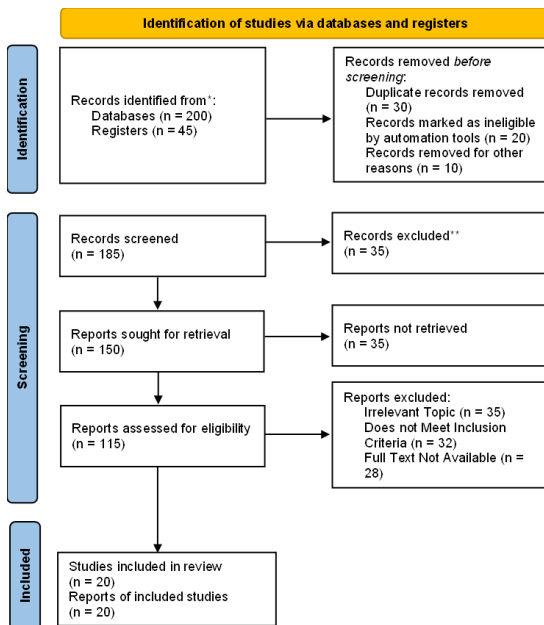 Identification of studies via databases and registers
Identification
Records identified from*:
Databases (n = 200)
Registers (n = 45)
Records removed before
screening:
Duplicate records removed
(n = 30)
Records marked as ineligible
by automation tools (n = 20)
Records removed for other
reasons (n = 10)
Screening
Records screened
(n = 185)
Records excluded**
(n = 35)
Reports sought for retrieval
(n = 150)
Reports not retrieved
(n = 35)
Reports assessed for eligibility
(n = 115)
Reports excluded:
Irrelevant Topic (n = 35)
Does not Meet Inclusion
Criteria (n = 32)
Full Text Not Available (n =
28)
Included
Studies included in review
(n = 20)
Reports of included studies
(n = 20)